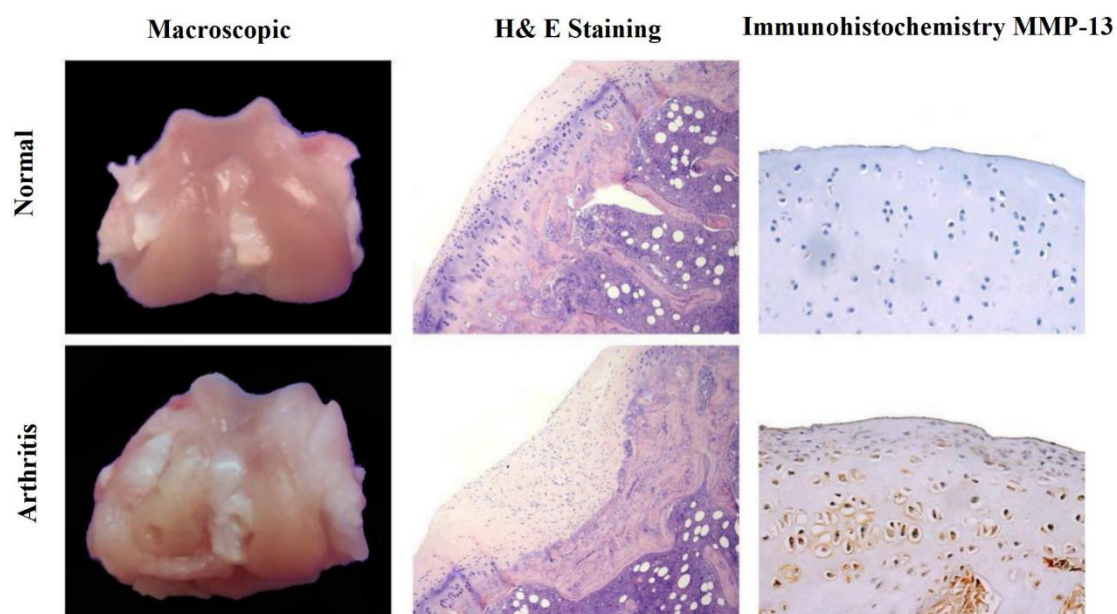 Macroscopic
H& E Staining
Immunohistochemistry MMP-13
Normal
Arthritis